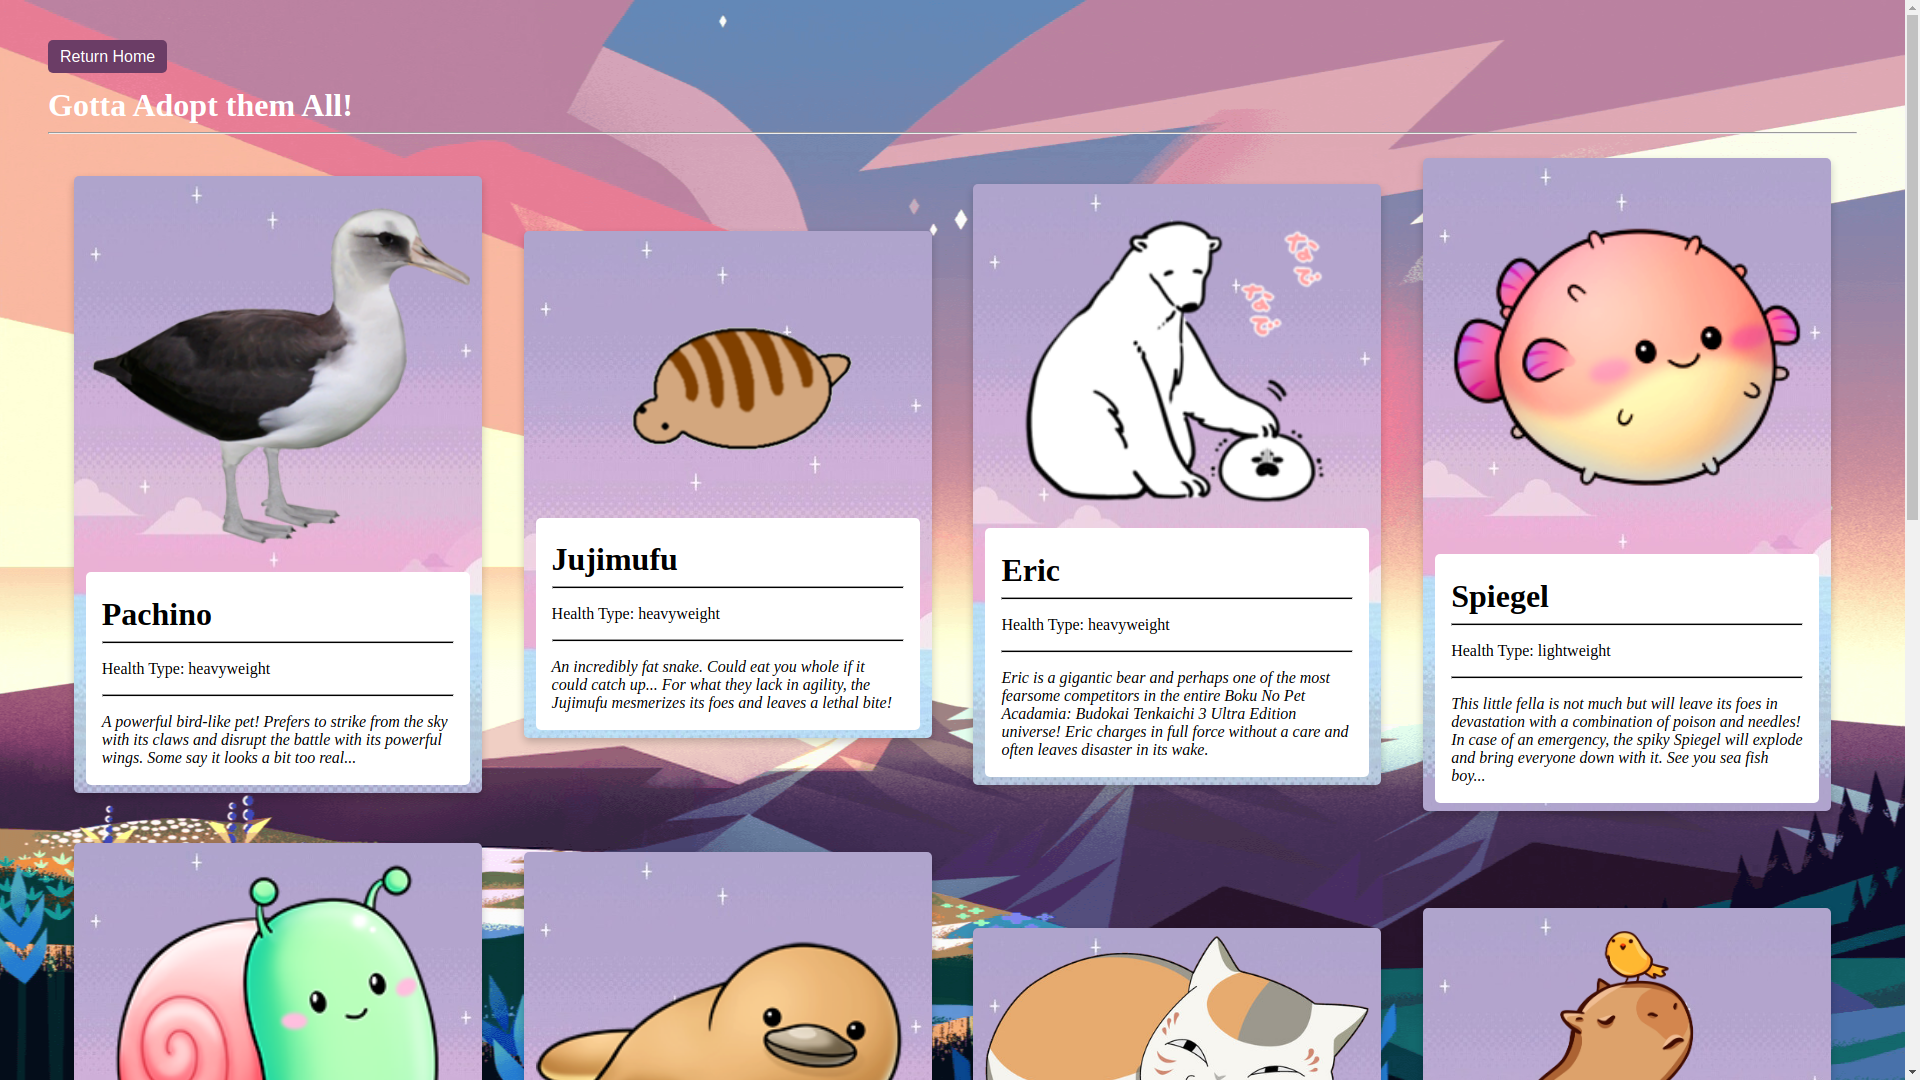 Return Home
Gotta Adopt them All!
Pachino
Health Type: heavyweight
A powerful bird-like pet! Prefers to strike from the sky
with its claws and disrupt the battle with its powerful
wings. Some say it looks a bit too real...
Jujimufu
Health Type: heavyweight
An incredibly fat snake. Could eat you whole if it
could catch up... For what they lack in agility, the
Jujimufu mesmerizes its foes and leaves a lethal bite!
なで
なで
Eric
Health Type: heavyweight
Eric is a gigantic bear and perhaps one of the most
fearsome competitors in the entire Boku No Pet
Acadamia: Budokai Tenkaichi 3 Ultra Edition
universe! Eric charges in full force without a care and
often leaves disaster in its wake.
Spiegel
Health Type: lightweight
This little fella is not much but will leave its foes in
devastation with a combination of poison and needles!
In case of an emergency, the spiky Spiegel will explode
and bring everyone down with it. See you sea fish
boy...